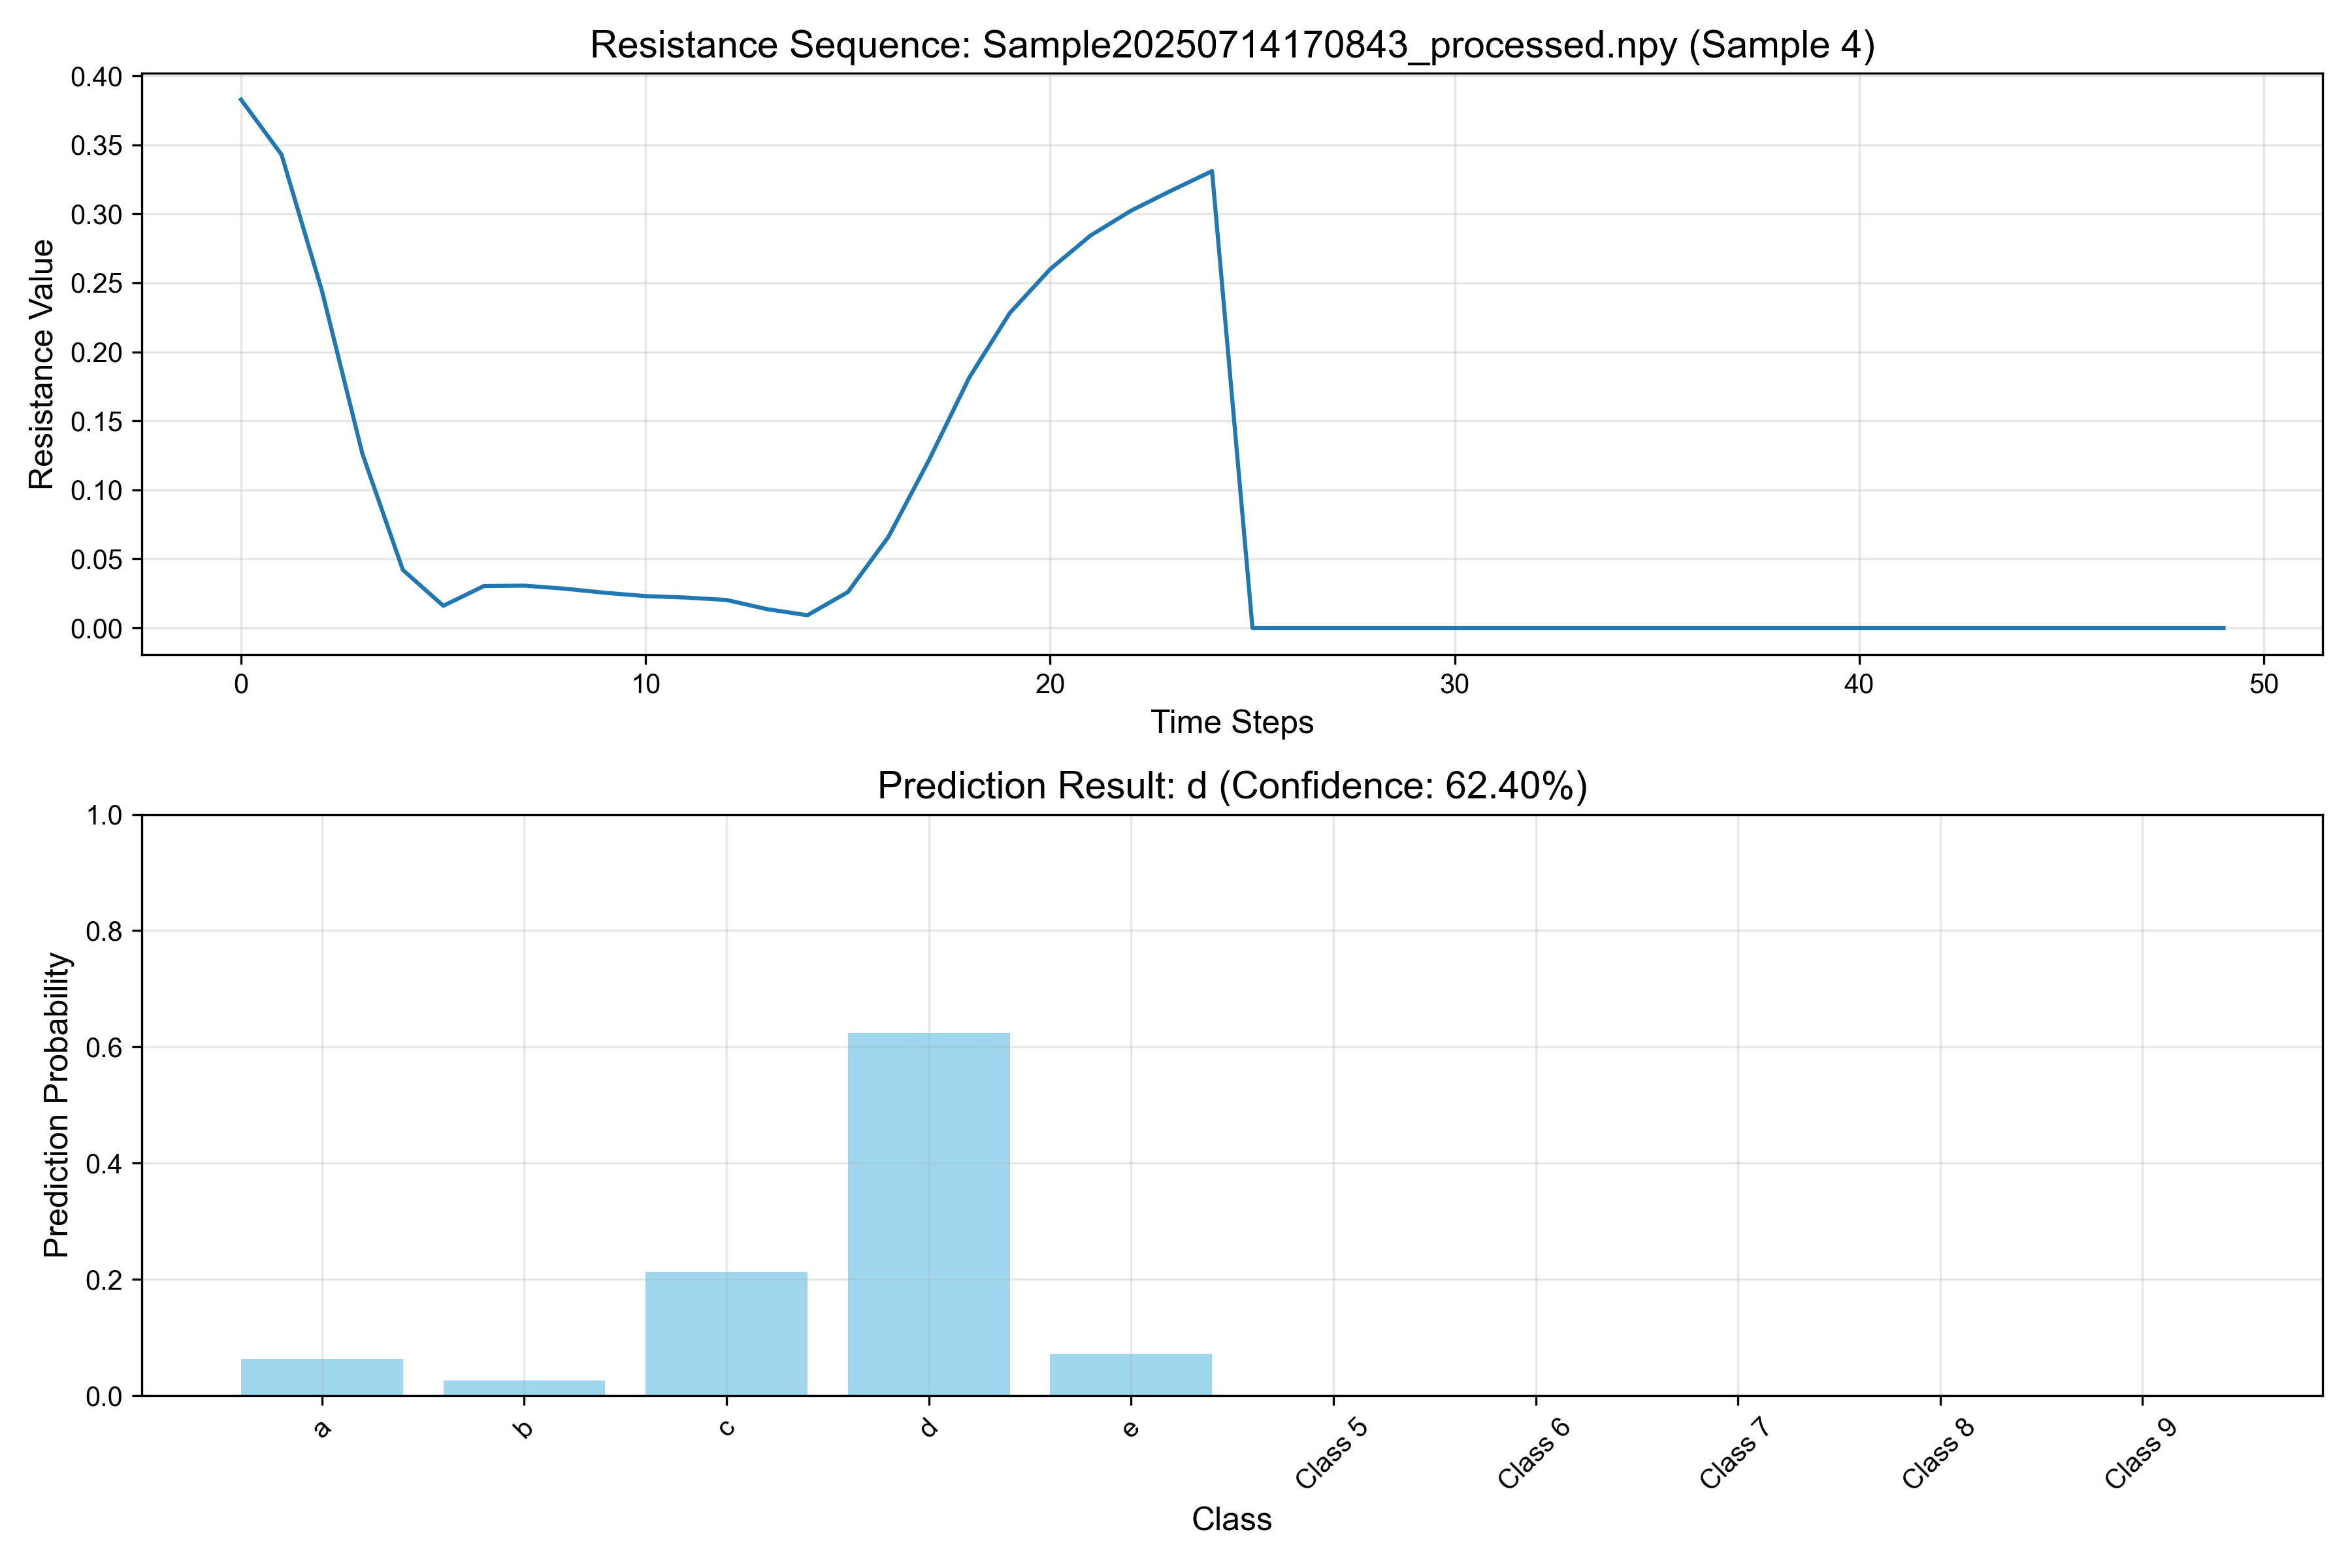 Resistance Sequence: Sample20250714170843_processed.npy (Sample 4)
0.40
0.35
0.30
0.25
0.20
0.15
0.10
0.05
0.00
Resistance Value
0 10 20 30 40 50
Time Steps
Prediction Result: d (Confidence: 62.40%)
1.0
0.8
0.6
0.4
0.2
0.0
Prediction Probability
a b c d e Class 5 Class 6 Class 7 Class 8 Class 9
Class